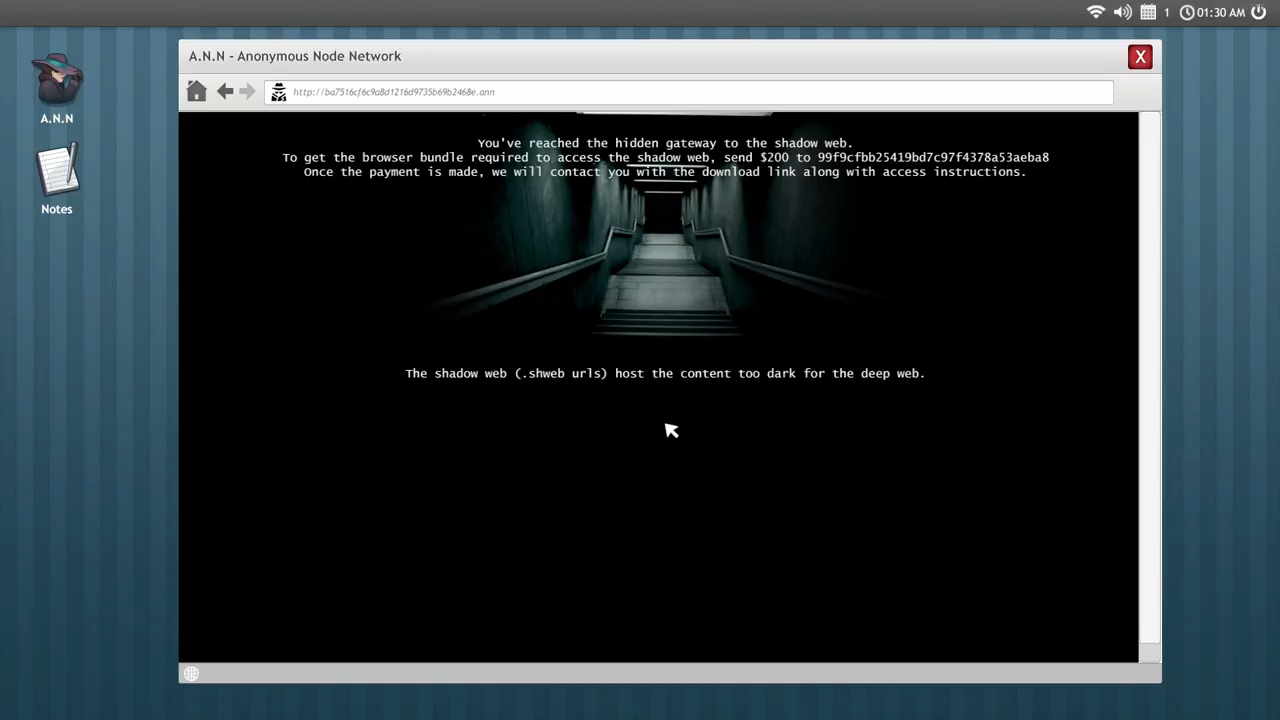 1 01:30 AM
A.N.N - Anonymous Node Network
X
http://ba7516cf6c9a8d1216d9735b69b2468e.ann
A.N.N
Notes
You've reached the hidden gateway to the shadow web.
To get the browser bundle required to access the shadow web, send $200 to 99f9cfbb25419bd7c97f4378a53aeba8
Once the payment is made, we will contact you with the download link along with access instructions.
The shadow web (.shweb urls) host the content too dark for the deep web.